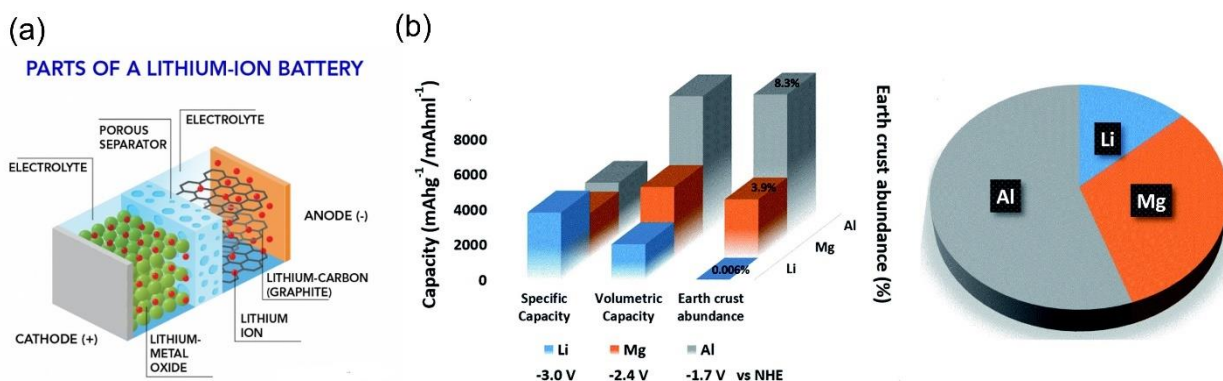 (a)
PARTS OF A LITHIUM-ION BATTERY
ELECTROLYTE
POROUS
SEPARATOR
ELECTROLYTE
ANODE (-)
LITHIUM-CARBON
(GRAPHITE)
LITHIUM
ION
LITHIUM-
METAL
OXIDE
CATHODE (+)
(b)
Capacity (mAhg⁻¹/mAhml⁻¹)
8000
6000
4000
2000
0
8.3%
3.9%
0.006%
Al
Mg
Li
Specific
Capacity
Volumetric
Capacity
Earth crust
abundance
Li
Mg
Al
-3.0 V
-2.4 V
-1.7 V
vs NHE
Earth crust abundance (%)
Li
Mg
Al